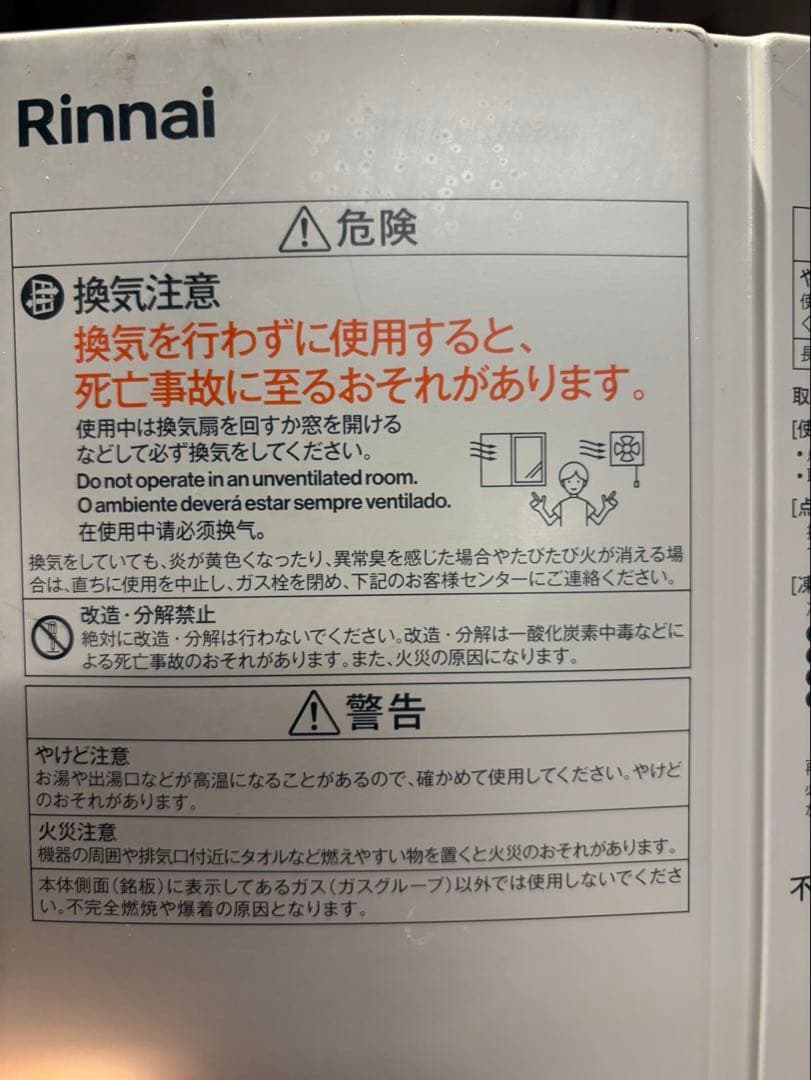 Rinnai
危険
換気注意
換気を行わずに使用すると、
死亡事故に至るおそれがあります。
使用中は換気扇を回すか窓を開ける
などして必ず換気をしてください。
Do not operate in an unventilated room.
O ambiente deverá estar sempre ventilado.
在使用中请必须换气。
換気をしていても、炎が黄色くなったり、異常臭を感じた場合やたびたび火が消える場
合は、直ちに使用を中止し、ガス栓を閉め、下記のお客様センターにご連絡ください。
改造・分解禁止
絶対に改造・分解は行わないでください。改造・分解は一酸化炭素中毒などに
よる死亡事故のおそれがあります。また、火災の原因になります。
警告
やけど注意
お湯や出湯口などが高温になることがあるので、確かめて使用してください。やけど
のおそれがあります。
火災注意
機器の周囲や排気口付近にタオルなど燃えやすい物を置くと火災のおそれがあります。
本体側面(銘板)に表示してあるガス(ガスグループ)以外では使用しないでくださ
い。不完全燃焼や爆着の原因となります。
や
使
く
長
取
[使
[点
[凍
不